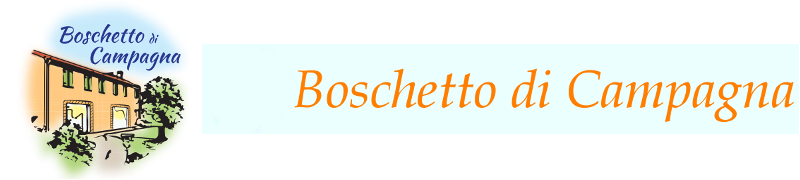 Boschetto di
Campagna
Boschetto di Campagna